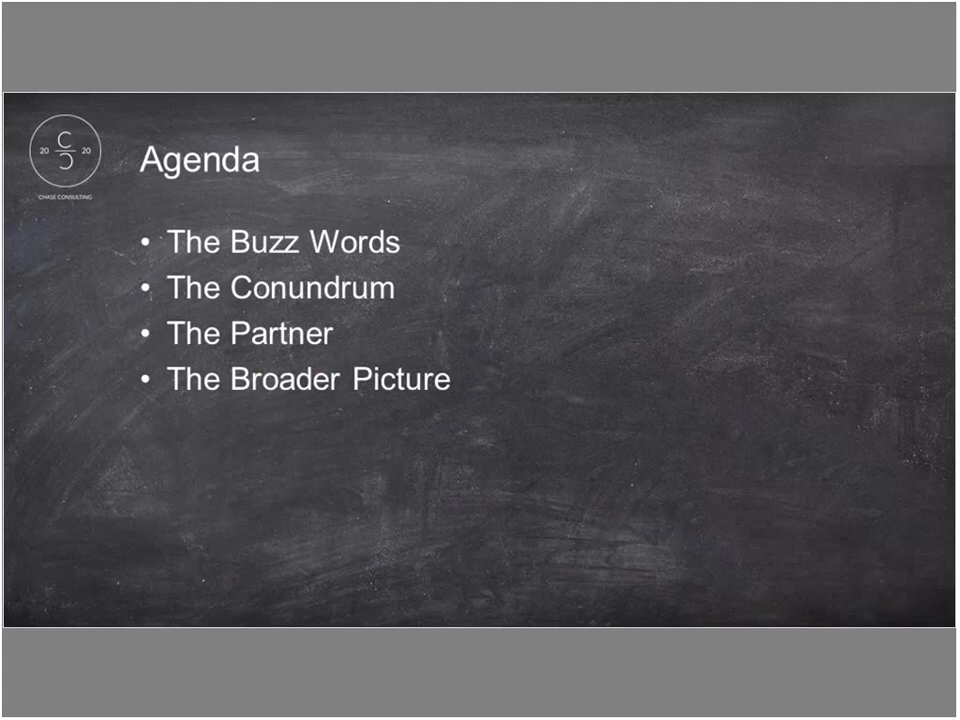 C
20 20
C
CHASE CONSULTING
Agenda
• The Buzz Words
• The Conundrum
• The Partner
• The Broader Picture